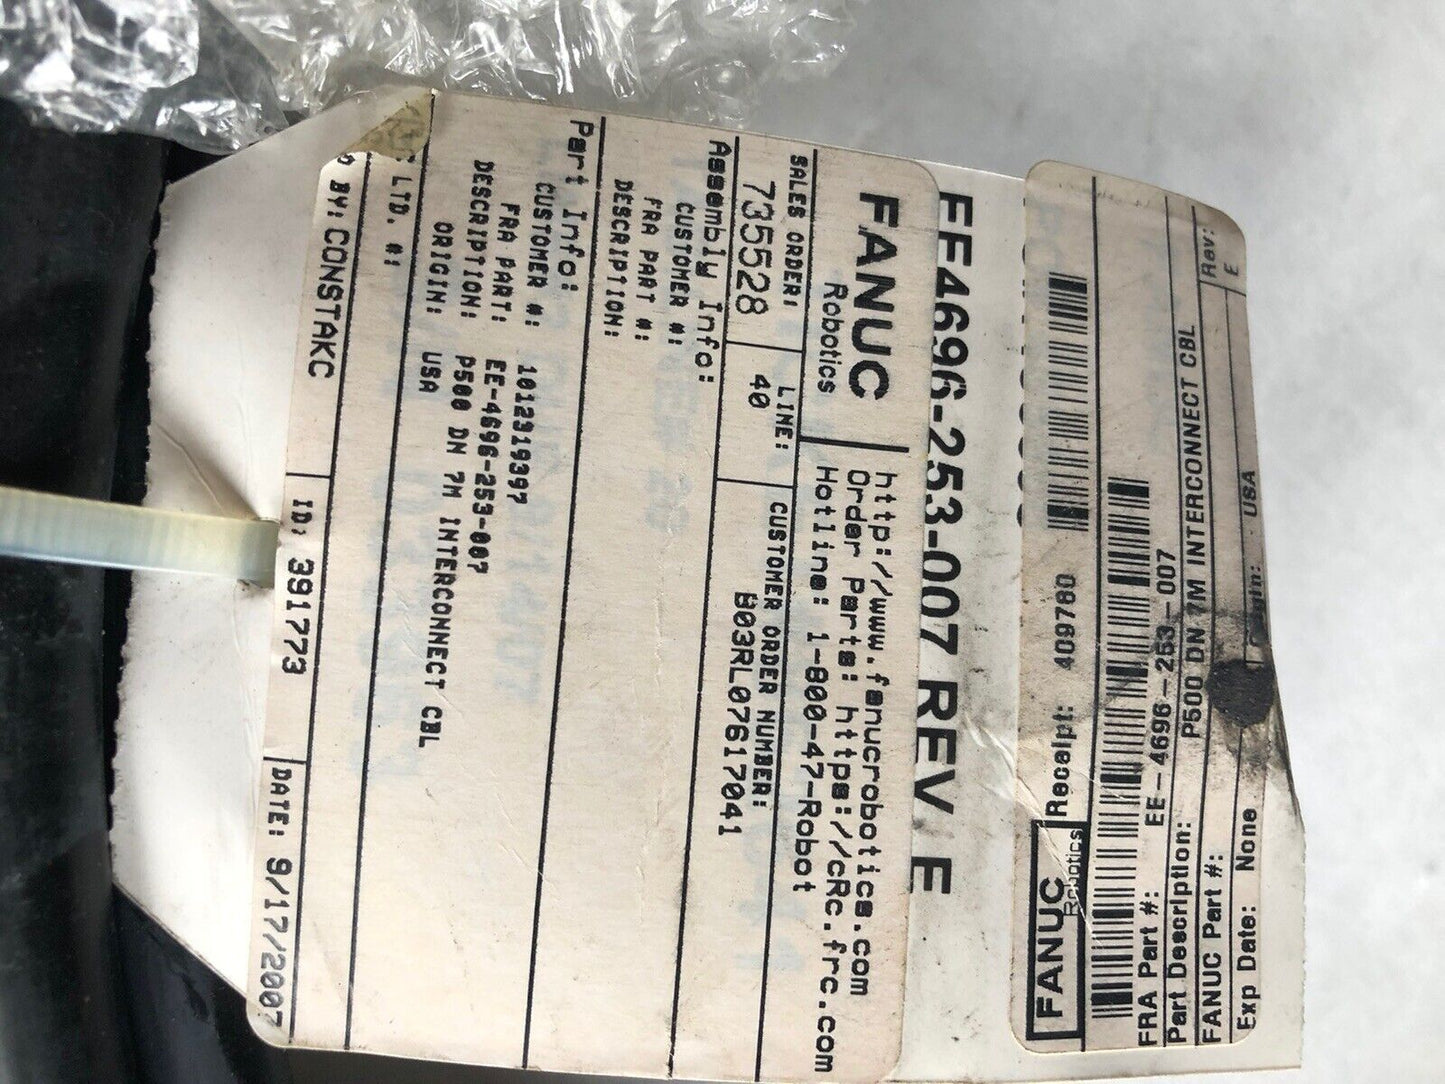 FANUC
Robotics
Receipt: 409780
FRA Part #:
EE-4696-253-007
Part Description:
P500 DN 7M INTERCONNECT CBL
FANUC Part #:
Rev:
E
Exp Date: None
USA
EE4696-253-007 REV E
FANUC
Robotics
http://www.fanucrobotics.com
Order Parts: https://cRc.frc.com
Hotline: 1-800-47-Robot
SALES ORDER:
735528
LINE:
40
CUSTOMER ORDER NUMBER:
B03RL07617041
Assembly Info:
CUSTOMER #:
FRA PART #:
DESCRIPTION:
Part Info:
CUSTOMER #: 101291939?
FRA PART: EE-4696-253-007
DESCRIPTION: P500 DN 7M INTERCONNECT CBL
ORIGIN: USA
LTD. #:
BY: CONSTAKC
ID: 391773
DATE: 9/17/2007